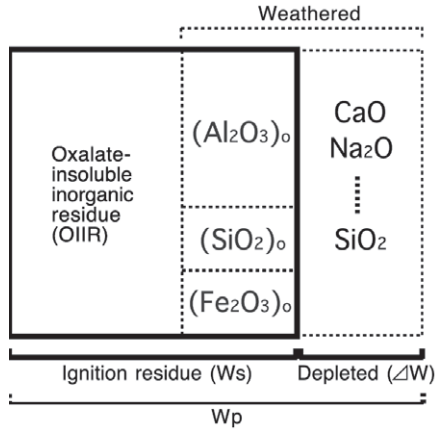 Weathered
Oxalate-
insoluble
inorganic
residue
(OIIR)
(Al2O3)o
(SiO2)o
(Fe2O3)o
CaO
Na2O
SiO2
Ignition residue (Ws)
Depleted (⊿W)
Wp